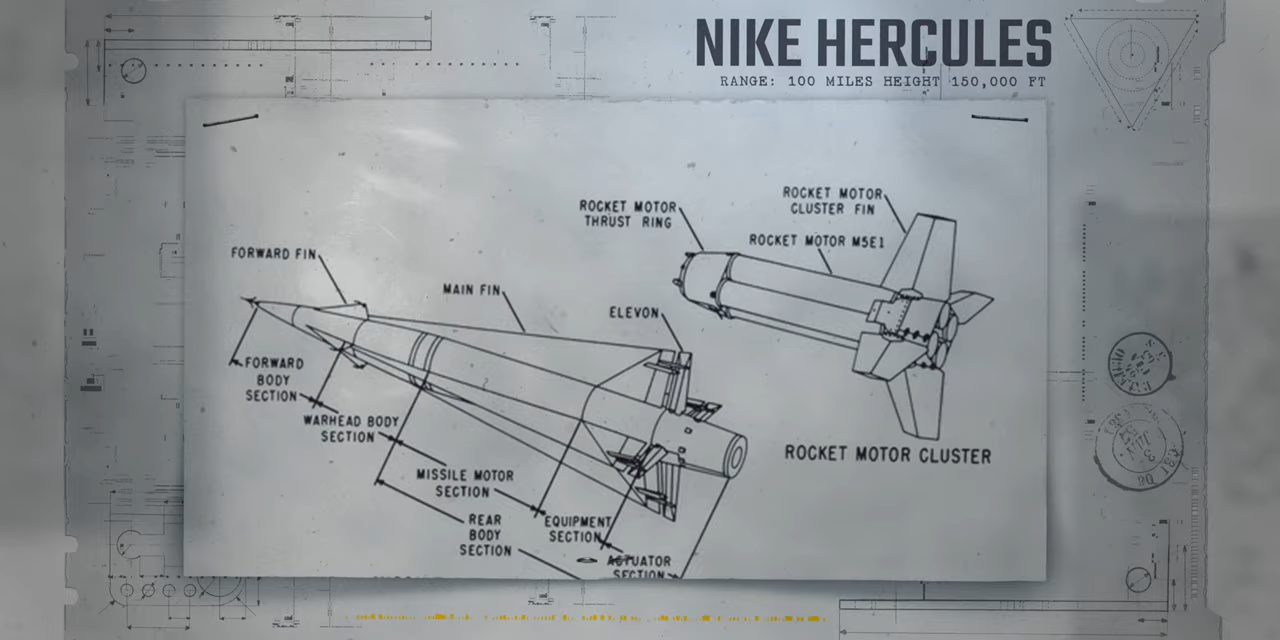 NIKE HERCULES
RANGE: 100 MILES HEIGHT 150,000 FT
ROCKET MOTOR
CLUSTER FIN
ROCKET MOTOR
THRUST RING
ROCKET MOTOR M5E1
FORWARD FIN
MAIN FIN
ELEVON
FORWARD
BODY
SECTION
WARHEAD BODY
SECTION
ROCKET MOTOR CLUSTER
MISSILE MOTOR
SECTION
REAR
BODY
SECTION
EQUIPMENT
SECTION
ACTUATOR
SECTION